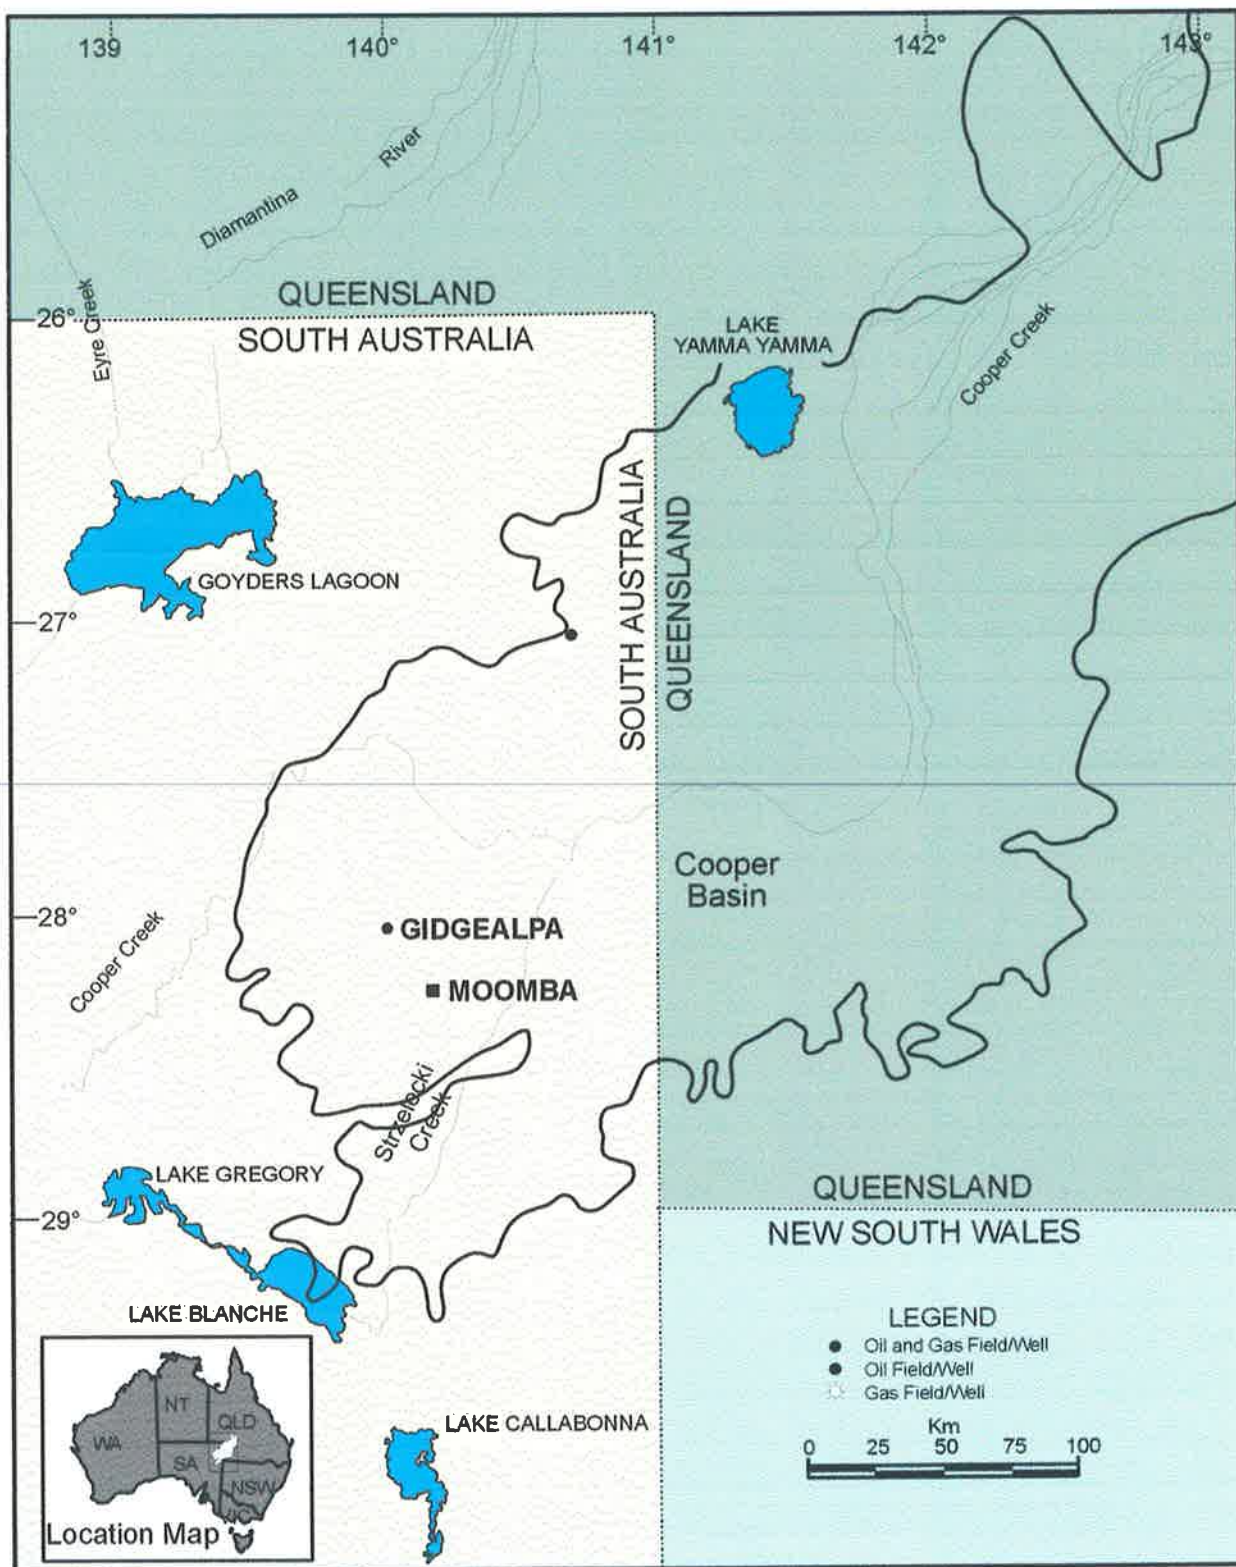 139
140°
141°
142°
143°
River
Diamantina
Eyre Creek
QUEENSLAND
26°
SOUTH AUSTRALIA
LAKE
YAMMA YAMMA
Cooper Creek
SOUTH AUSTRALIA
QUEENSLAND
GOYDERS LAGOON
27°
Cooper
Basin
28°
GIDGEALPA
Cooper Creek
MOOMBA
Strzelecki
Creek
LAKE GREGORY
QUEENSLAND
29°
NEW SOUTH WALES
LAKE BLANCHE
LEGEND
Oil and Gas Field/Well
Oil Field/Well
Gas Field/Well
Km
0 25 50 75 100
LAKE CALLABONNA
NT
QLD
WA
SA
NSW
VIC
Location Map